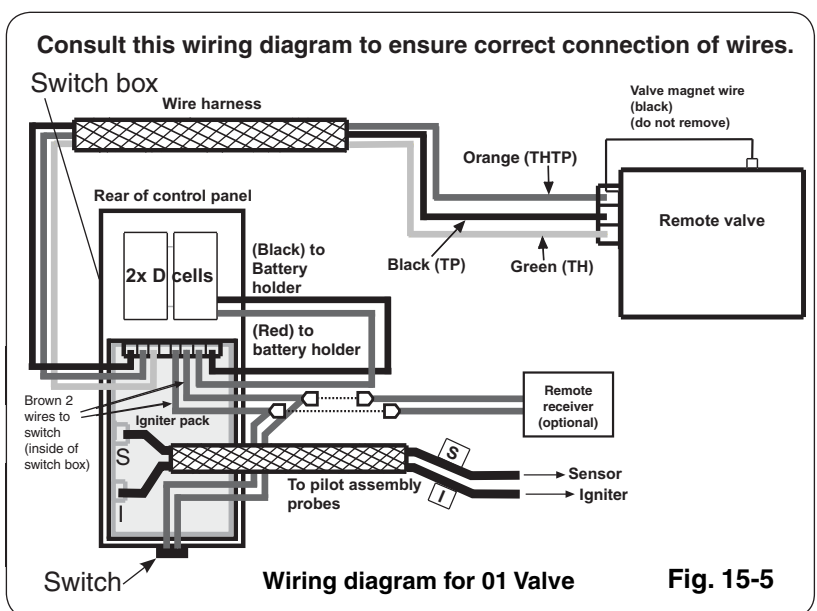 Consult this wiring diagram to ensure correct connection of wires.
Switch box
Wire harness
Valve magnet wire
(black)
(do not remove)
Orange (THTP)
Rear of control panel
Remote valve
2x D cells
(Black) to
Battery
holder
Black (TP)
Green (TH)
(Red) to
battery holder
Brown 2
wires to
switch
(inside of
switch box)
Igniter pack
Remote
receiver
(optional)
S
I
S
I
To pilot assembly
probes
Sensor
Igniter
Switch
Wiring diagram for 01 Valve
Fig. 15-5